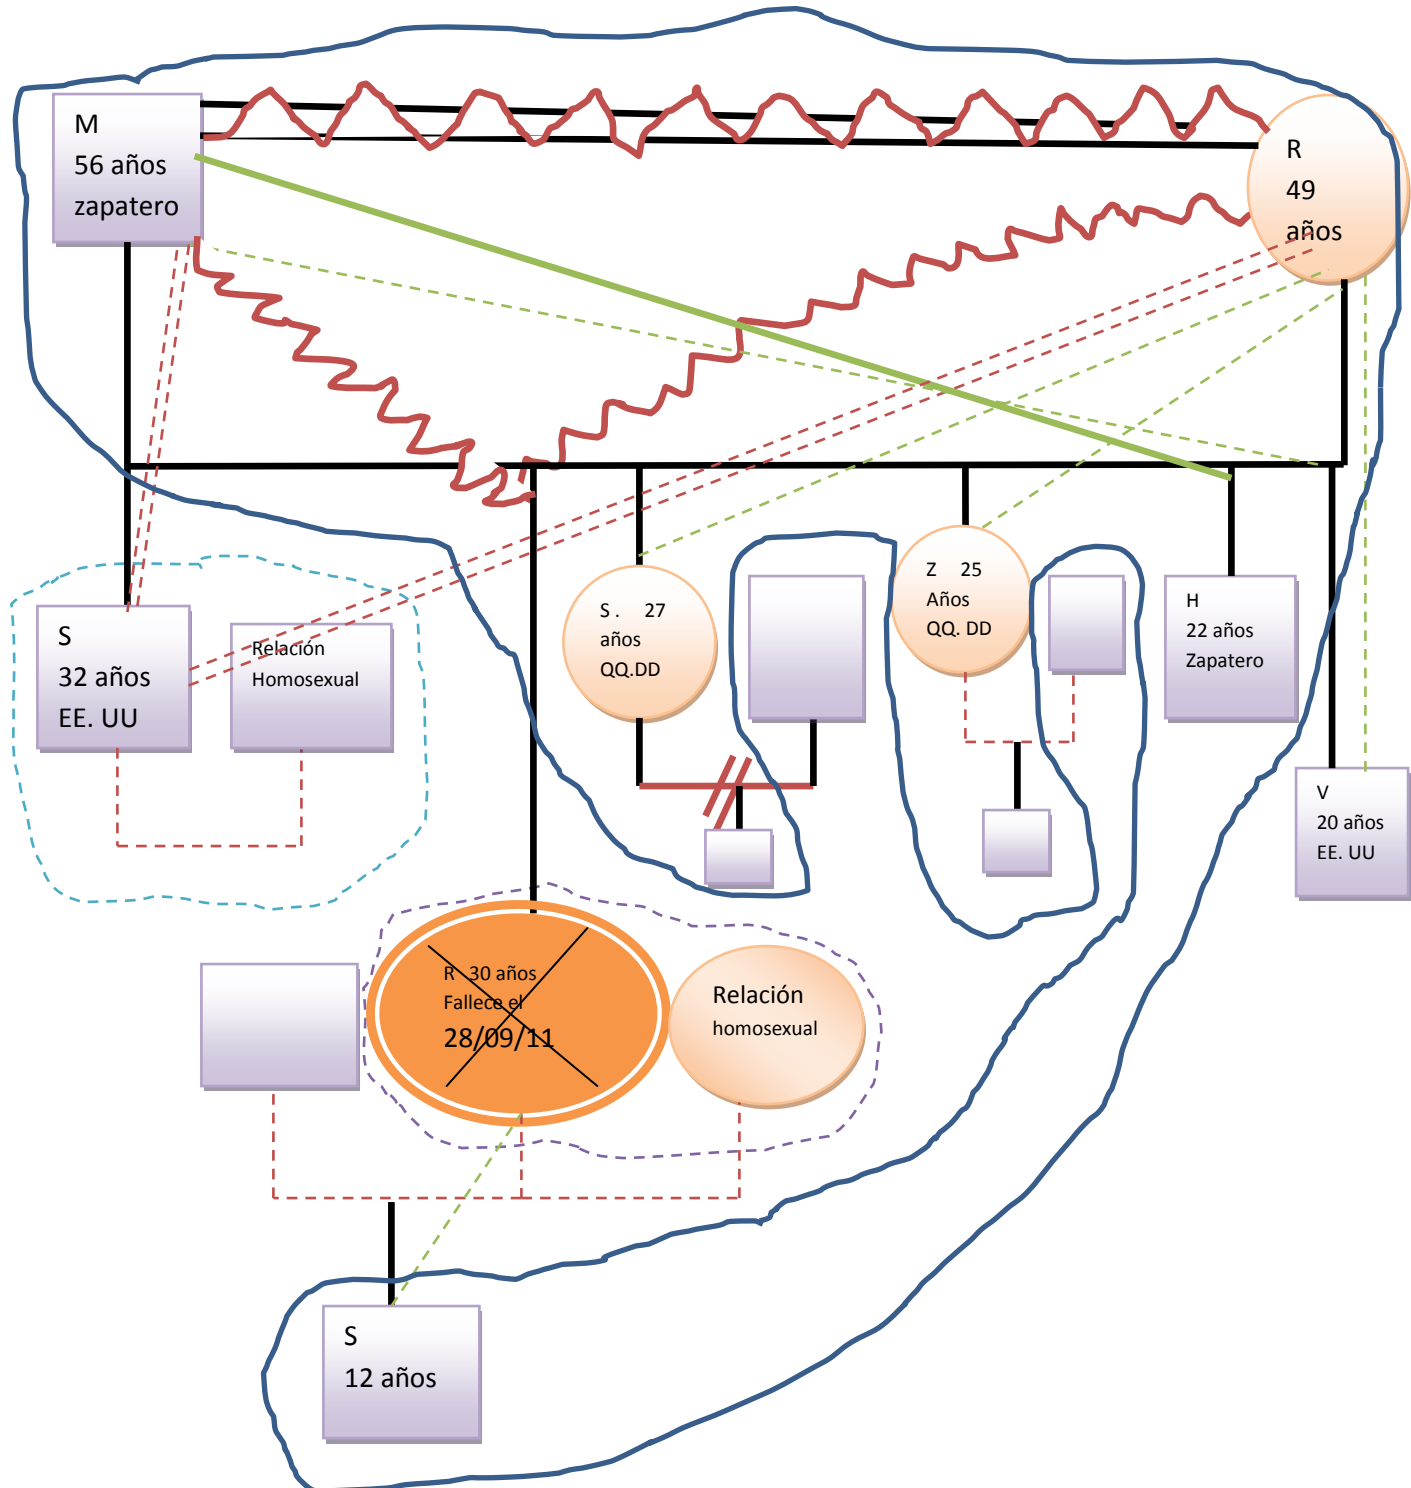 M
56 años
zapatero
R
49
años
S
32 años
EE. UU
Relación
Homosexual
S .    27
años
QQ.DD
Z    25
Años
QQ. DD
H
22 años
Zapatero
V
20 años
EE. UU
R   30 años
Fallece el
28/09/11
Relación
homosexual
S
12 años